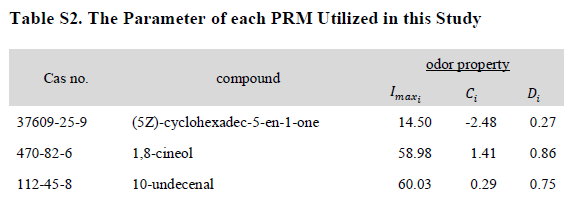 Table S2. The Parameter of each PRM Utilized in this Study
Cas no. compound odor property
I_max_i C_i D_i
37609-25-9 (5Z)-cyclohexadec-5-en-1-one 14.50 -2.48 0.27
470-82-6 1,8-cineol 58.98 1.41 0.86
112-45-8 10-undecenal 60.03 0.29 0.75